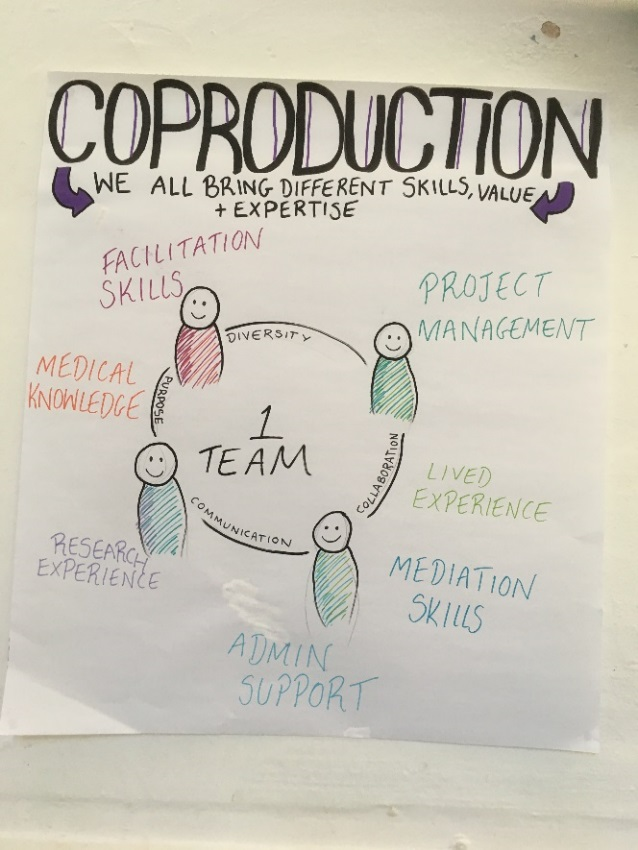 COPRODUCTION
WE ALL BRING DIFFERENT SKILLS, VALUE
+ EXPERTISE
FACILITATION
SKILLS
PROJECT
MANAGEMENT
DIVERSITY
MEDICAL
KNOWLEDGE
PURPOSE
1
TEAM
COLLABORATION
LIVED
EXPERIENCE
COMMUNICATION
RESEARCH
EXPERIENCE
MEDIATION
SKILLS
ADMIN
SUPPORT